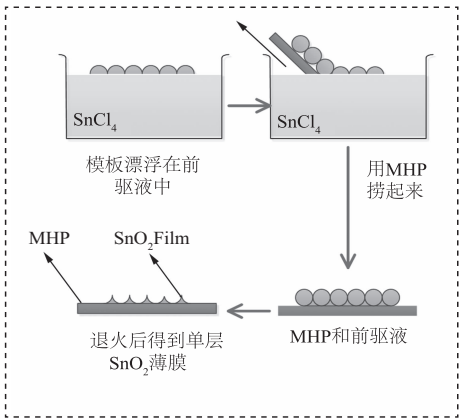 SnCl4
模板漂浮在前
驱液中
SnCl4
用MHP
捞起来
MHP和前驱液
MHP
SnO2Film
退火后得到单层
SnO2薄膜